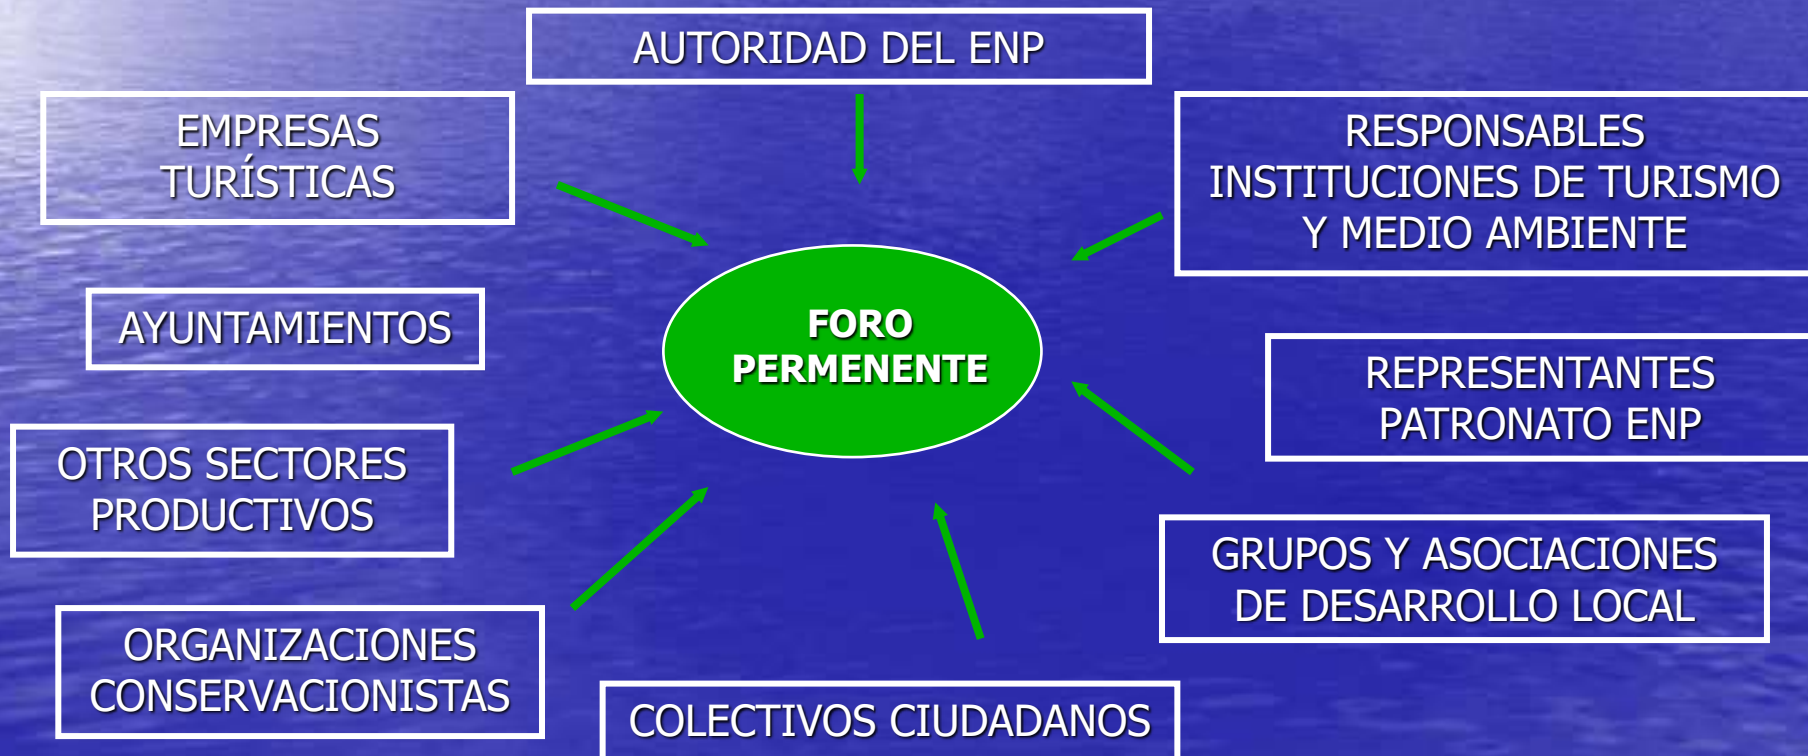 AUTORIDAD DEL ENP
EMPRESAS
TURÍSTICAS
RESPONSABLES
INSTITUCIONES DE TURISMO
Y MEDIO AMBIENTE
AYUNTAMIENTOS
FORO
PERMENENTE
REPRESENTANTES
PATRONATO ENP
OTROS SECTORES
PRODUCTIVOS
GRUPOS Y ASOCIACIONES
DE DESARROLLO LOCAL
ORGANIZACIONES
CONSERVACIONISTAS
COLECTIVOS CIUDADANOS